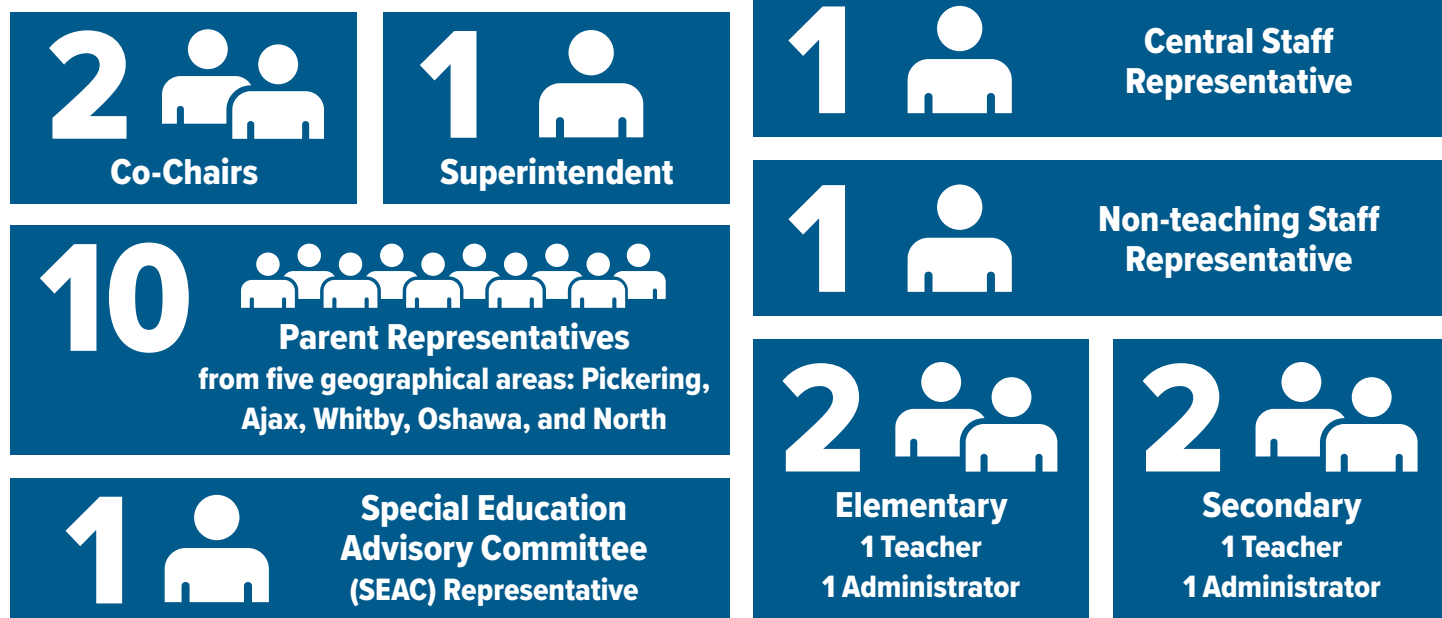 2
Co-Chairs
1
Superintendent
10
Parent Representatives
from five geographical areas: Pickering,
Ajax, Whitby, Oshawa, and North
1
Special Education
Advisory Committee
(SEAC) Representative
1
Central Staff
Representative
1
Non-teaching Staff
Representative
2
Elementary
1 Teacher
1 Administrator
2
Secondary
1 Teacher
1 Administrator